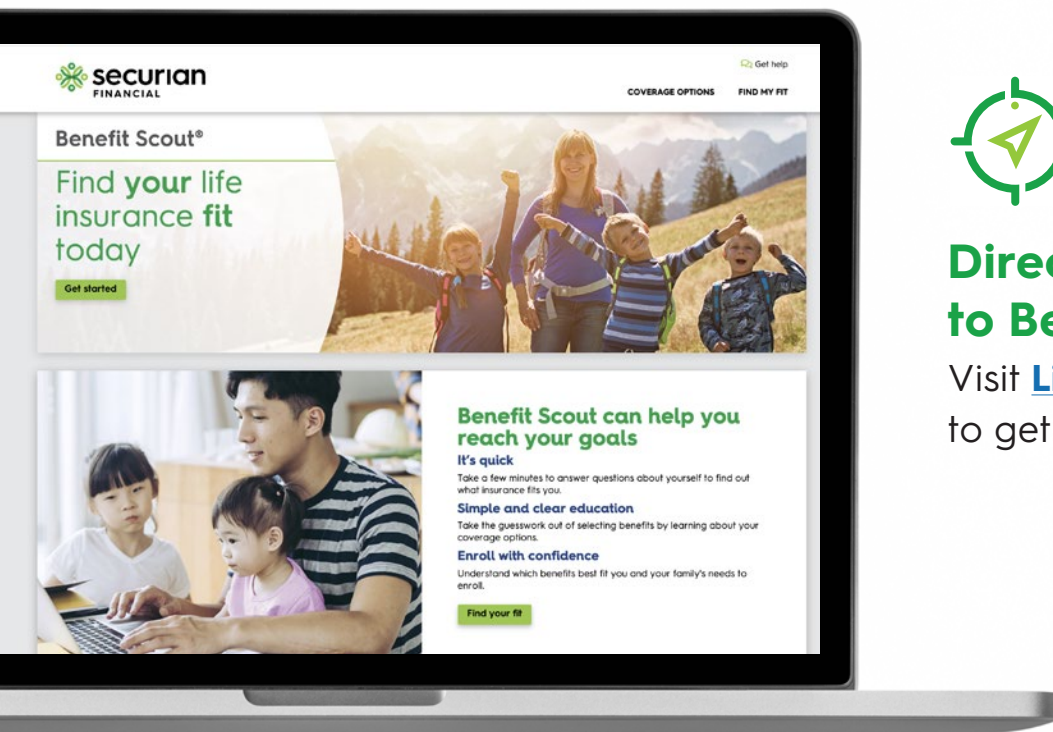 securian
FINANCIAL
Get help
COVERAGE OPTIONS FIND MY FIT
Benefit Scout®
Find your life
insurance fit
today
Get started
Benefit Scout can help you
reach your goals
It's quick
Take a few minutes to answer questions about yourself to find out
what insurance fits you.
Simple and clear education
Take the guesswork out of selecting benefits by learning about your
coverage options.
Enroll with confidence
Understand which benefits best fit you and your family's needs to
enroll.
Find your fit
Direc
to Be
Visit Li
to get